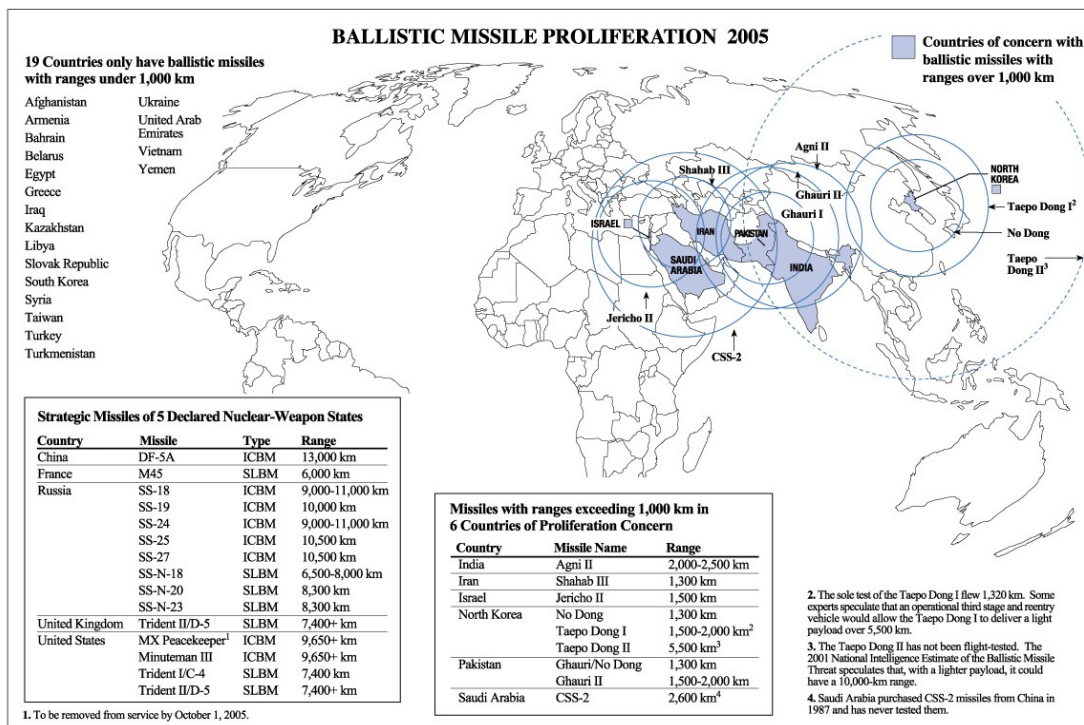 BALLISTIC MISSILE PROLIFERATION 2005
19 Countries only have ballistic missiles
with ranges under 1,000 km
Afghanistan
Armenia
Bahrain
Belarus
Egypt
Greece
Iraq
Kazakhstan
Libya
Slovak Republic
South Korea
Syria
Taiwan
Turkey
Turkmenistan
Ukraine
United Arab
Emirates
Vietnam
Yemen
Countries of concern with
ballistic missiles with
ranges over 1,000 km
Agni II
Shahab III
Ghauri II
Ghauri I
NORTH
KOREA
Taepo Dong I2
No Dong
Taepo
Dong II3
ISRAEL
IRAN
PAKISTAN
SAUDI
ARABIA
INDIA
Jericho II
CSS-2
Strategic Missiles of 5 Declared Nuclear-Weapon States
Country Missile Type Range
China DF-5A ICBM 13,000 km
France M45 SLBM 6,000 km
Russia SS-18 ICBM 9,000-11,000 km
SS-19 ICBM 10,000 km
SS-24 ICBM 9,000-11,000 km
SS-25 ICBM 10,500 km
SS-27 ICBM 10,500 km
SS-N-18 SLBM 6,500-8,000 km
SS-N-20 SLBM 8,300 km
SS-N-23 SLBM 8,300 km
United Kingdom Trident II/D-5 SLBM 7,400+ km
United States MX Peacekeeper1 ICBM 9,650+ km
Minuteman III ICBM 9,650+ km
Trident I/C-4 SLBM 7,400 km
Trident II/D-5 SLBM 7,400+ km
1. To be removed from service by October 1, 2005.
Missiles with ranges exceeding 1,000 km in
6 Countries of Proliferation Concern
Country Missile Name Range
India Agni II 2,000-2,500 km
Iran Shahab III 1,300 km
Israel Jericho II 1,500 km
North Korea No Dong 1,300 km
Taepo Dong I 1,500-2,000 km2
Taepo Dong II 5,500 km3
Pakistan Ghauri/No Dong 1,300 km
Ghauri II 1,500-2,000 km
Saudi Arabia CSS-2 2,600 km4
2. The sole test of the Taepo Dong I flew 1,320 km. Some
experts speculate that an operational third stage and reentry
vehicle would allow the Taepo Dong I to deliver a light
payload over 5,500 km.
3. The Taepo Dong II has not been flight-tested. The
2001 National Intelligence Estimate of the Ballistic Missile
Threat speculates that, with a lighter payload, it could
have a 10,000-km range.
4. Saudi Arabia purchased CSS-2 missiles from China in
1987 and has never tested them.